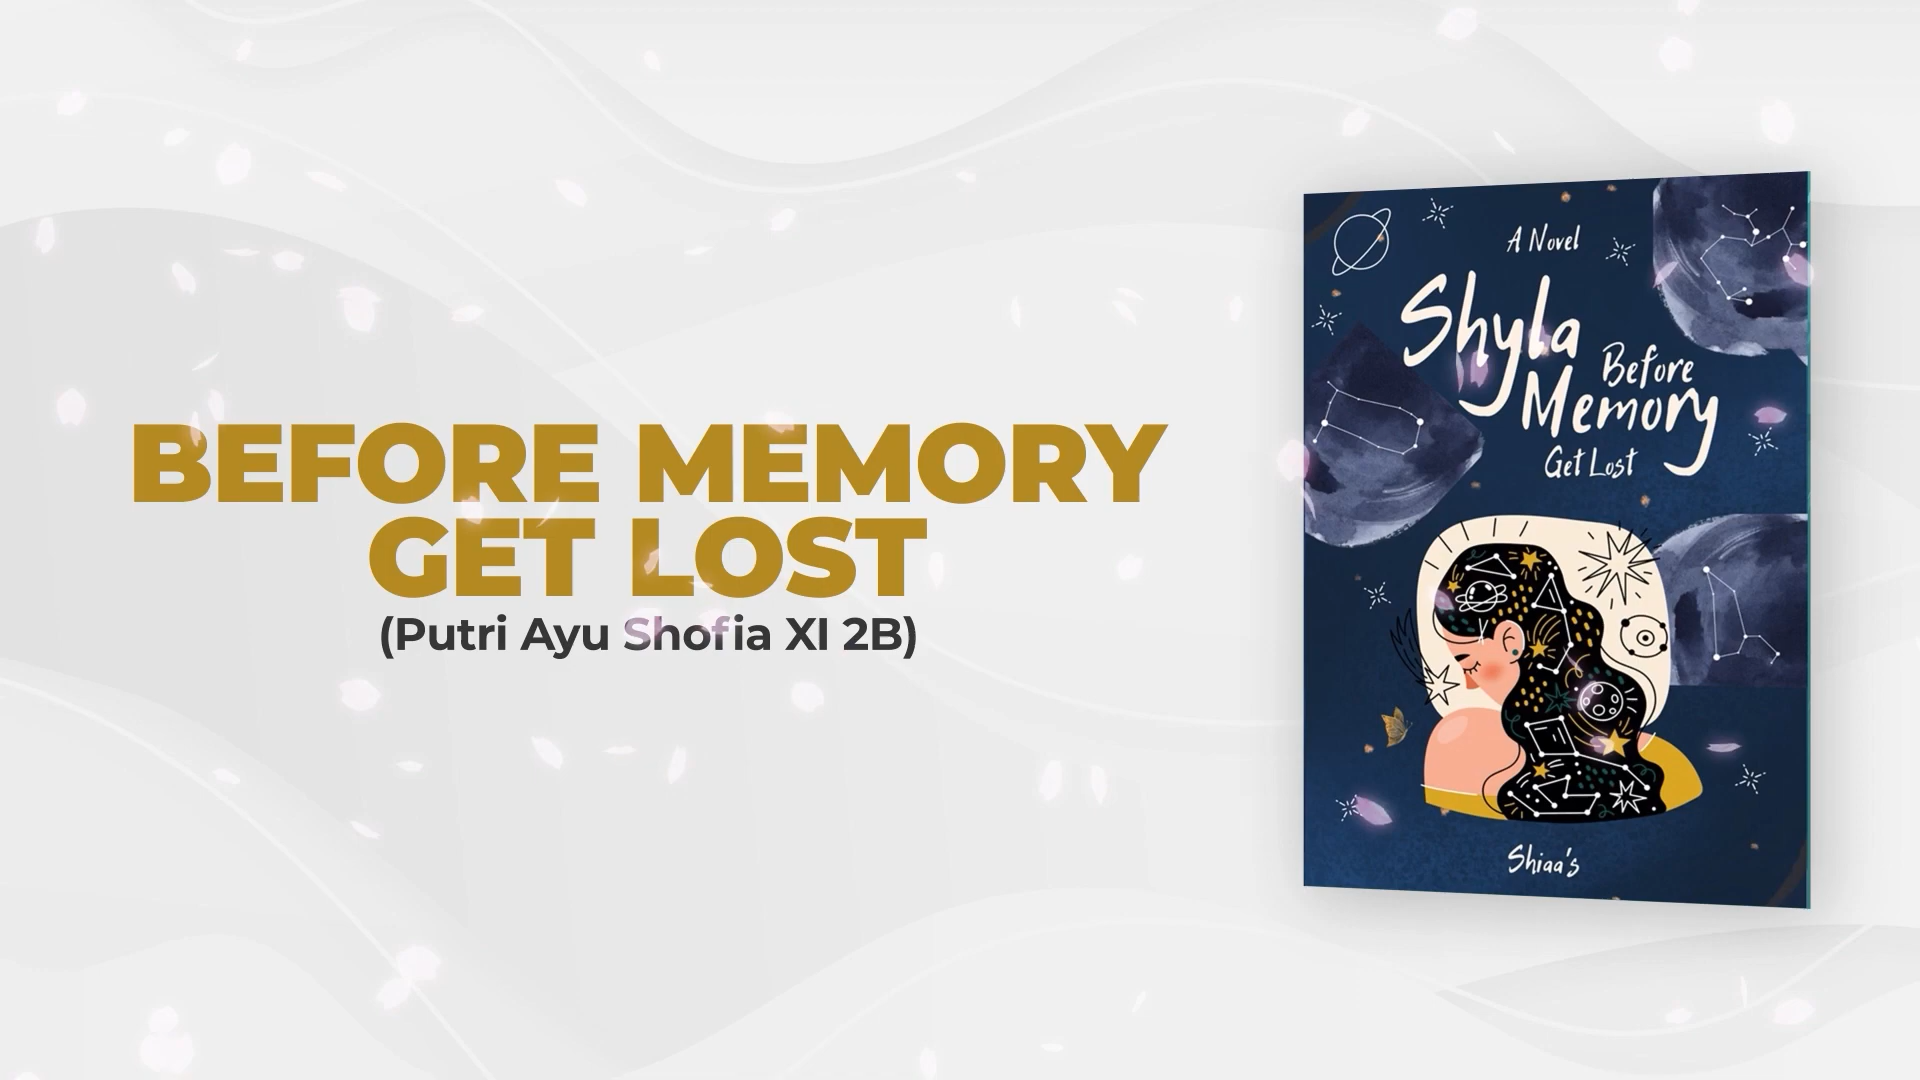 BEFORE MEMORY
GET LOST
(Putri Ayu Shofia XI 2B)
A Novel
Shyla
Before
Memory
Get Lost
Shiaa's